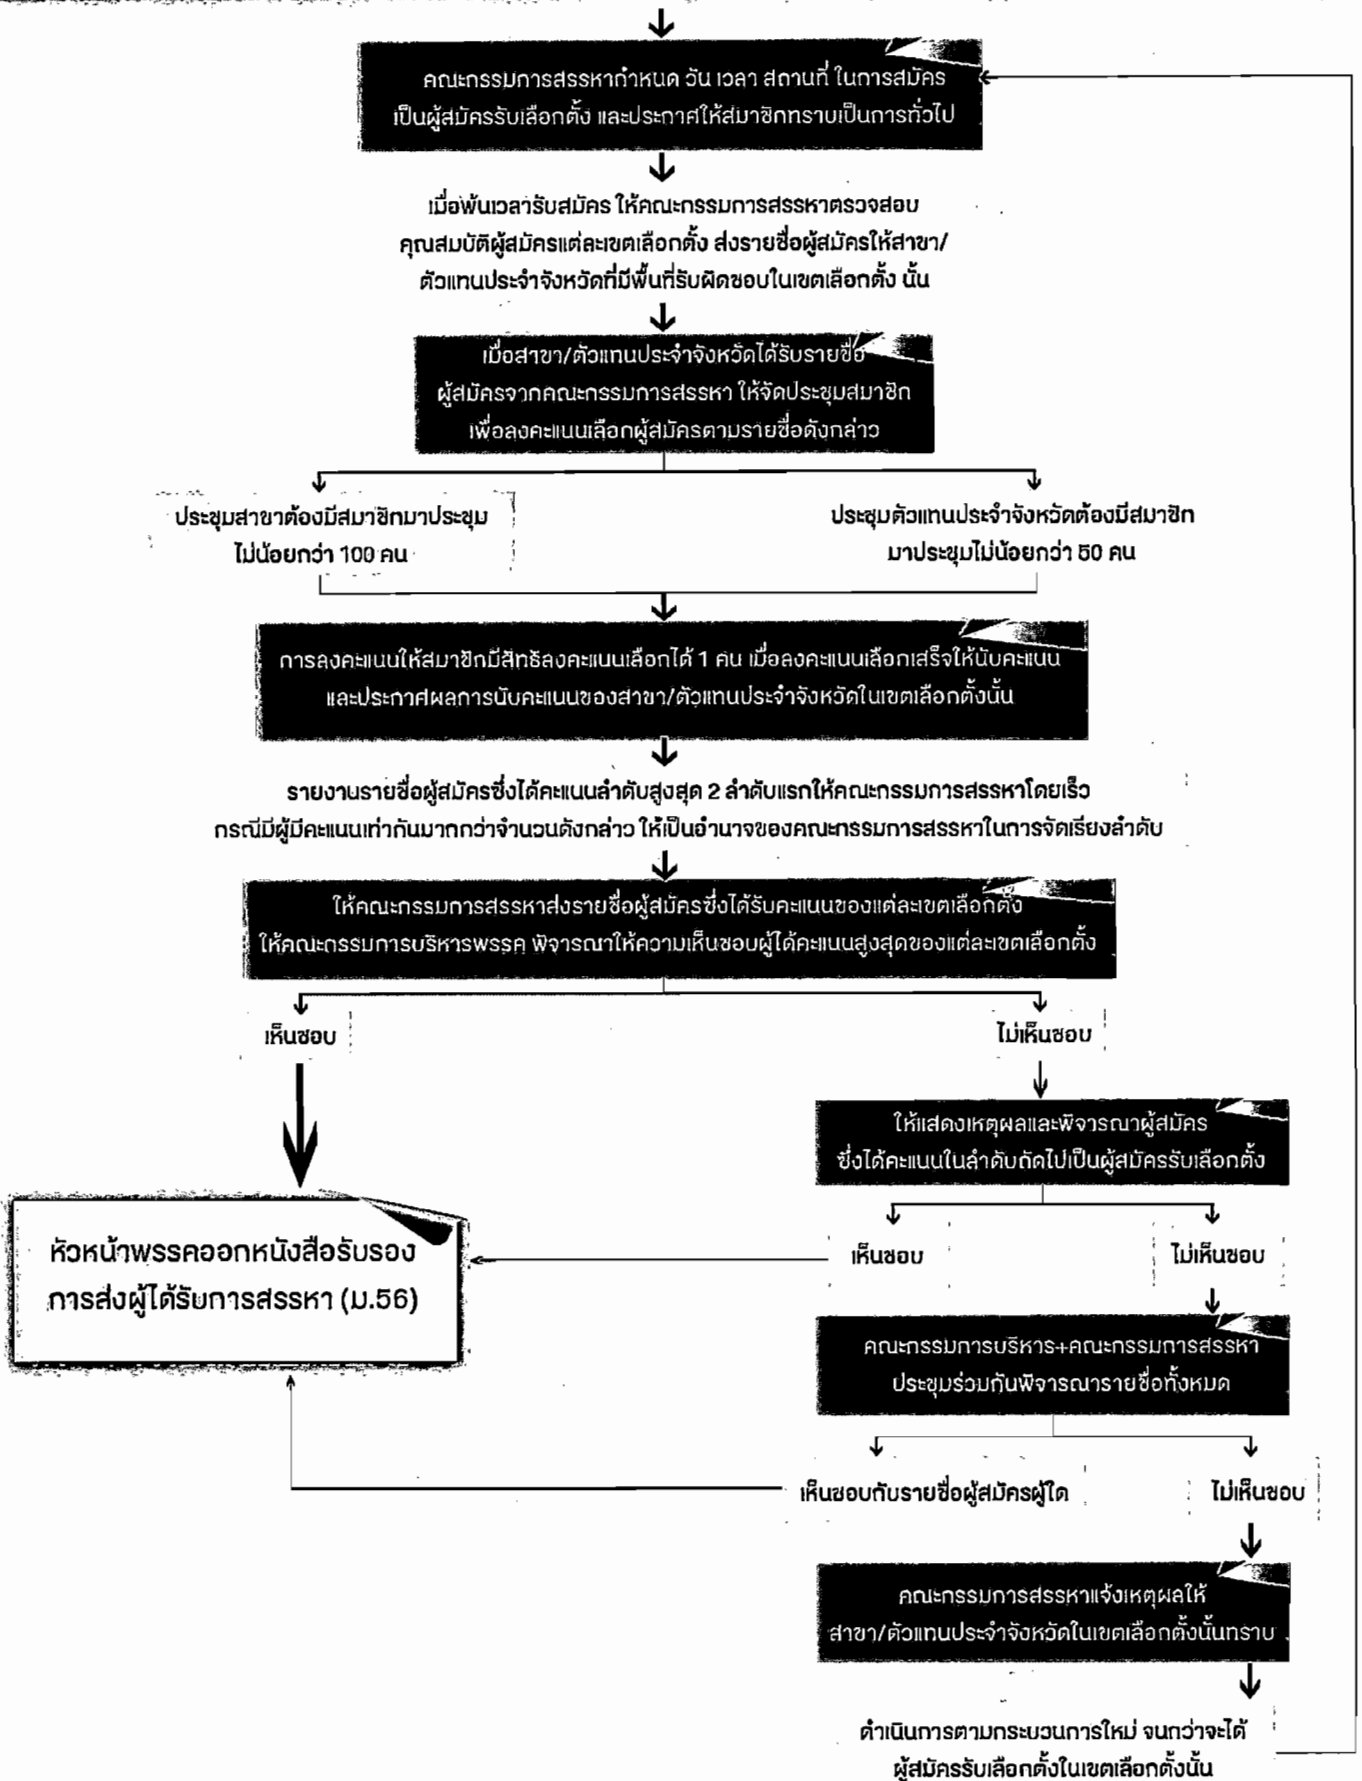 คณะกรรมการสรรหากำหนด วัน เวลา สถานที่ ในการสมัคร
เป็นผู้สมัครรับเลือกตั้ง และประกาศให้สมาชิกทราบเป็นการทั่วไป
เมื่อพ้นเวลารับสมัคร ให้คณะกรรมการสรรหาตรวจสอบ
คุณสมบัติผู้สมัครแต่ละเขตเลือกตั้ง ส่งรายชื่อผู้สมัครให้สาขา/
ตัวแทนประจำจังหวัดที่มีพื้นที่รับผิดชอบในเขตเลือกตั้ง นั้น
เมื่อสาขา/ตัวแทนประจำจังหวัดได้รับรายชื่อ
ผู้สมัครจากคณะกรรมการสรรหา ให้จัดประชุมสมาชิก
เพื่อลงคะแนนเลือกผู้สมัครตามรายชื่อดังกล่าว
ประชุมสาขาต้องมีสมาชิกมาประชุม
ไม่น้อยกว่า 100 คน
ประชุมตัวแทนประจำจังหวัดต้องมีสมาชิก
มาประชุมไม่น้อยกว่า 50 คน
การลงคะแนนให้สมาชิกมีสิทธิลงคะแนนเลือกได้ 1 คน เมื่อลงคะแนนเลือกเสร็จให้นับคะแนน
และประกาศผลการนับคะแนนของสาขา/ตัวแทนประจำจังหวัดในเขตเลือกตั้งนั้น
รายงานรายชื่อผู้สมัครซึ่งได้คะแนนลำดับสูงสุด 2 ลำดับแรกให้คณะกรรมการสรรหาโดยเร็ว
กรณีมีผู้มีคะแนนเท่ากันมากกว่าจำนวนดังกล่าว ให้เป็นอำนาจของคณะกรรมการสรรหาในการจัดเรียงลำดับ
ให้คณะกรรมการสรรหาส่งรายชื่อผู้สมัครซึ่งได้รับคะแนนของแต่ละเขตเลือกตั้ง
ให้คณะกรรมการบริหารพรรค พิจารณาให้ความเห็นชอบผู้ได้คะแนนสูงสุดของแต่ละเขตเลือกตั้ง
เห็นชอบ
ไม่เห็นชอบ
ให้แสดงเหตุผลและพิจารณาผู้สมัคร
ซึ่งได้คะแนนในลำดับถัดไปเป็นผู้สมัครรับเลือกตั้ง
หัวหน้าพรรคออกหนังสือรับรอง
การส่งผู้ได้รับการสรรหา (ม.56)
เห็นชอบ
ไม่เห็นชอบ
คณะกรรมการบริหาร+คณะกรรมการสรรหา
ประชุมร่วมกันพิจารณารายชื่อทั้งหมด
เห็นชอบกับรายชื่อผู้สมัครผู้ใด
ไม่เห็นชอบ
คณะกรรมการสรรหาแจ้งเหตุผลให้
สาขา/ตัวแทนประจำจังหวัดในเขตเลือกตั้งนั้นทราบ
ดำเนินการตามกระบวนการใหม่ จนกว่าจะได้
ผู้สมัครรับเลือกตั้งในเขตเลือกตั้งนั้น